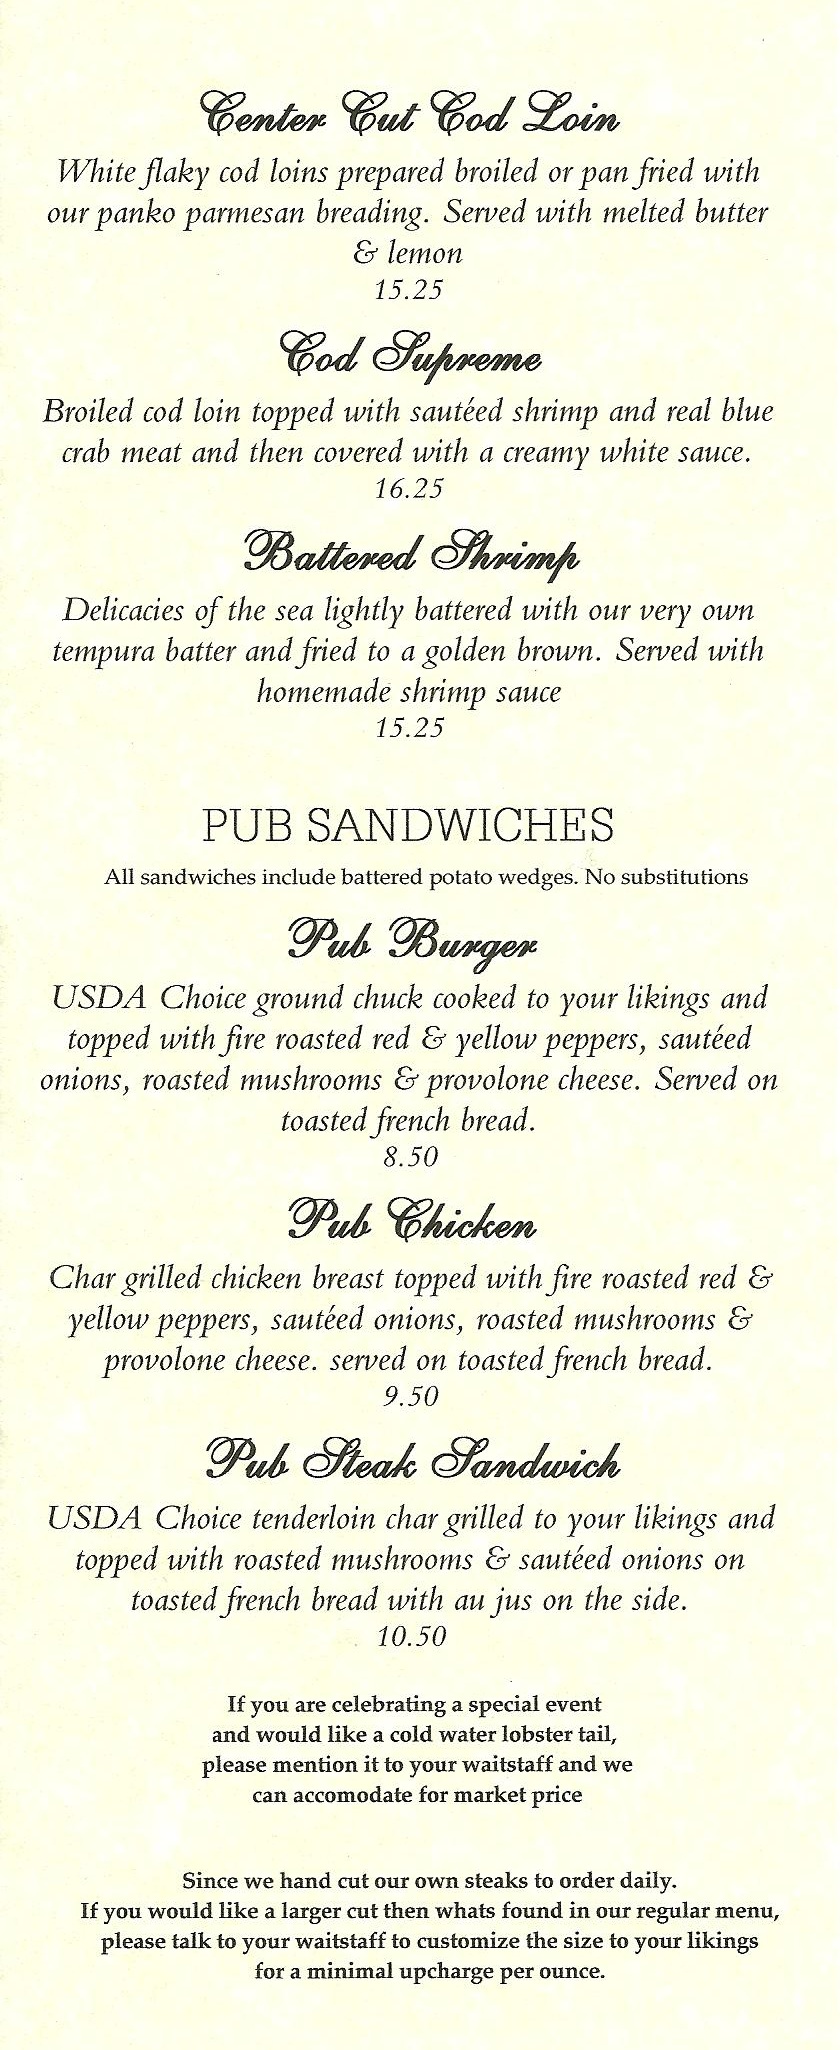 Center Cut Cod Loin
White flaky cod loins prepared broiled or pan fried with
our panko parmesan breading. Served with melted butter
& lemon
15.25
Cod Supreme
Broiled cod loin topped with sautéed shrimp and real blue
crab meat and then covered with a creamy white sauce.
16.25
Battered Shrimp
Delicacies of the sea lightly battered with our very own
tempura batter and fried to a golden brown. Served with
homemade shrimp sauce
15.25
PUB SANDWICHES
All sandwiches include battered potato wedges. No substitutions
Pub Burger
USDA Choice ground chuck cooked to your likings and
topped with fire roasted red & yellow peppers, sautéed
onions, roasted mushrooms & provolone cheese. Served on
toasted french bread.
8.50
Pub Chicken
Char grilled chicken breast topped with fire roasted red &
yellow peppers, sautéed onions, roasted mushrooms &
provolone cheese. served on toasted french bread.
9.50
Pub Steak Sandwich
USDA Choice tenderloin char grilled to your likings and
topped with roasted mushrooms & sautéed onions on
toasted french bread with au jus on the side.
10.50
If you are celebrating a special event
and would like a cold water lobster tail,
please mention it to your waitstaff and we
can accomodate for market price
Since we hand cut our own steaks to order daily.
If you would like a larger cut then whats found in our regular menu,
please talk to your waitstaff to customize the size to your likings
for a minimal upcharge per ounce.